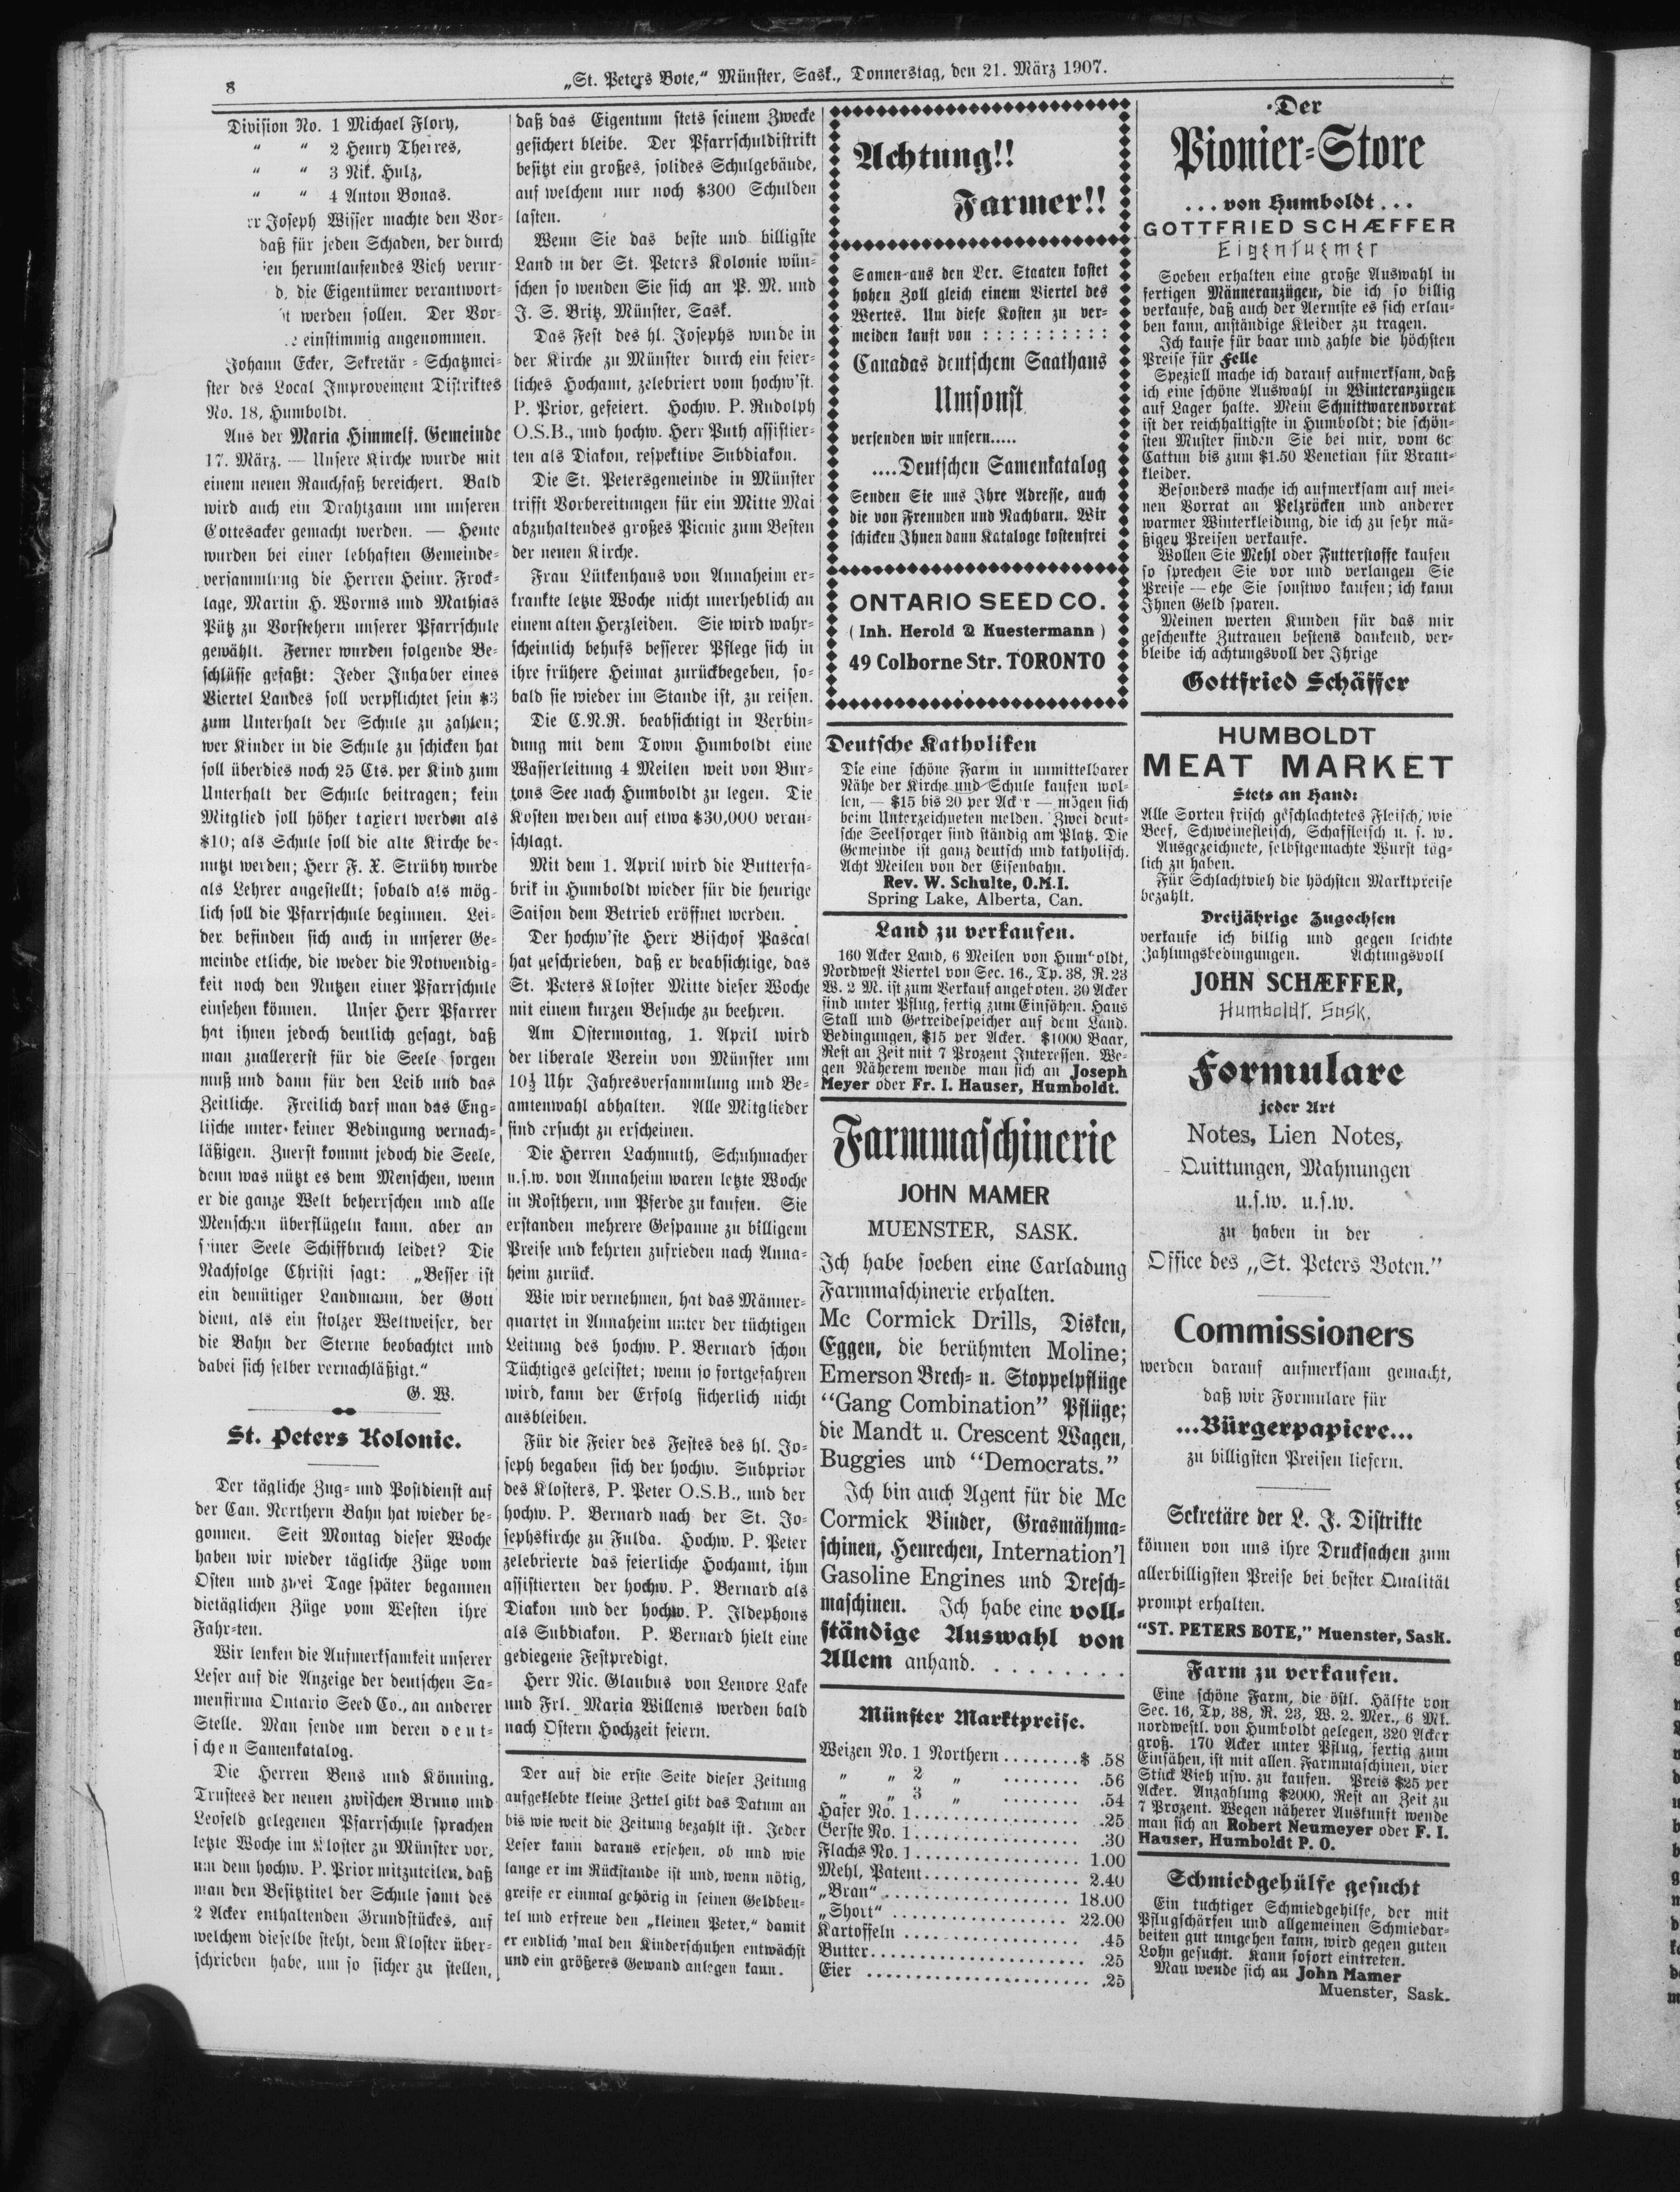 8
„St. Peters Bote,“ Münster, Sask., Donnerstag, den 21. März 1907.
Division No. 1 Michael Flory,
“ “ 2 Henry Theires,
“ “ 3 Nik. Hulz,
“ “ 4 Anton Bonas.
er Joseph Wisser machte den Vor-
daß für jeden Schaden, der durch
en herumlaufendes Vieh verur-
d, die Eigentümer verantwort-
t werden sollen. Der Vor-
einstimmig angenommen.
Johann Ecker, Sekretär-Schatzmei-
ster des Local Improvement Distriktes
No. 18, Humboldt.
Aus der Maria Himmelf. Gemeinde
17. März. — Unsere Kirche wurde mit
einem neuen Rauchfaß bereichert. Bald
wird auch ein Drahtzaun um unseren
Gottesacker gemacht werden. — Heute
wurden bei einer lebhaften Gemeinde-
versammlung die Herren Heinr. Frock-
lage, Martin H. Worms und Mathias
Pütz zu Vorstehern unserer Pfarrschule
gewählt. Ferner wurden folgende Be-
schlüsse gefaßt: Jeder Inhaber eines
Viertel Landes soll verpflichtet sein $3
zum Unterhalt der Schule zu zahlen;
wer Kinder in die Schule zu schicken hat
soll überdies noch 25 Cts. per Kind zum
Unterhalt der Schule beitragen; kein
Mitglied soll höher taxiert werden als
$10; als Schule soll die alte Kirche be-
nutzt werden; Herr F. X. Strüby wurde
als Lehrer angestellt; sobald als mög-
lich soll die Pfarrschule beginnen. Lei-
der befinden sich auch in unserer Ge-
meinde etliche, die weder die Notwendig-
keit noch den Nutzen einer Pfarrschule
einsehen können. Unser Herr Pfarrer
hat ihnen jedoch deutlich gesagt, daß
man zuallererst für die Seele sorgen
muß und dann für den Leib und das
Zeitliche. Freilich darf man das Eng-
lische unter keiner Bedingung vernach-
läßigen. Zuerst kommt jedoch die Seele,
denn was nützt es dem Menschen, wenn
er die ganze Welt beherrschen und alle
Menschen überflügeln kann, aber an
seiner Seele Schiffbruch leidet? Die
Nachfolge Christi sagt: „Besser ist
ein demütiger Landmann, der Gott
dient, als ein stolzer Weltweiser, der
die Bahn der Sterne beobachtet und
dabei sich selber vernachläßigt.“
G. W.
St. Peters Kolonie.
Der tägliche Zug- und Postdienst auf
der Can. Northern Bahn hat wieder be-
gonnen. Seit Montag dieser Woche
haben wir wieder tägliche Züge vom
Osten und zwei Tage später begannen
dietäglichen Züge vom Westen ihre
Fahrten.
Wir lenken die Aufmerksamkeit unserer
Leser auf die Anzeige der deutschen Sa-
menfirma Ontario Seed Co., an anderer
Stelle. Man sende um deren deut-
schen Samenkatalog.
Die Herren Bens und Könning,
Trustees der neuen zwischen Bruno und
Leofeld gelegenen Pfarrschule sprachen
letzte Woche im Kloster zu Münster vor,
um dem hochw. P. Prior mitzuteilen, daß
man den Besitztitel der Schule samt des
2 Acker enthaltenden Grundstückes, auf
welchem dieselbe steht, dem Kloster über-
schrieben habe, um so sicher zu stellen,
daß das Eigentum stets seinem Zwecke
gesichert bleibe. Der Pfarrschuldistrikt
besitzt ein großes, solides Schulgebäude,
auf welchem nur noch $300 Schulden
lasten.
Wenn Sie das beste und billigste
Land in der St. Peters Kolonie wün-
schen so wenden Sie sich an P. M. und
J. S. Britz, Münster, Sask.
Das Fest des hl. Josephs wurde in
der Kirche zu Münster durch ein feier-
liches Hochamt, zelebriert vom hochw'st.
P. Prior, gefeiert. Hochw. P. Rudolph
O.S.B., und hochw. Herr Puth assistier-
ten als Diakon, respektive Subdiakon.
Die St. Petersgemeinde in Münster
trifft Vorbereitungen für ein Mitte Mai
abzuhaltendes großes Picnic zum Besten
der neuen Kirche.
Frau Lütkenhaus von Annaheim er-
krankte letzte Woche nicht unerheblich an
einem alten Herzleiden. Sie wird wahr-
scheinlich behufs besserer Pflege sich in
ihre frühere Heimat zurückbegeben, so-
bald sie wieder im Stande ist, zu reisen.
Die C.N.R. beabsichtigt in Verbin-
dung mit dem Town Humboldt eine
Wasserleitung 4 Meilen weit von Bur-
tons See nach Humboldt zu legen. Die
Kosten werden auf etwa $30,000 veran-
schlagt.
Mit dem 1. April wird die Butterfa-
brik in Humboldt wieder für die heurige
Saison dem Betrieb eröffnet werden.
Der hochw'ste Herr Bischof Pascal
hat geschrieben, daß er beabsichtige, das
St. Peters Kloster Mitte dieser Woche
mit einem kurzen Besuche zu beehren.
Am Ostermontag, 1. April wird
der liberale Verein von Münster um
10½ Uhr Jahresversammlung und Be-
amtenwahl abhalten. Alle Mitglieder
sind ersucht zu erscheinen.
Die Herren Lachmuth, Schuhmacher
u.s.w. von Annaheim waren letzte Woche
in Rosthern, um Pferde zu kaufen. Sie
erstanden mehrere Gespanne zu billigem
Preise und kehrten zufrieden nach Anna-
heim zurück.
Wie wir vernehmen, hat das Männer-
quartet in Annaheim unter der tüchtigen
Leitung des hochw. P. Bernard schon
Tüchtiges geleistet; wenn so fortgefahren
wird, kann der Erfolg sicherlich nicht
ausbleiben.
Für die Feier des Festes des hl. Jo-
seph begaben sich der hochw. Subprior
des Klosters, P. Peter O.S.B., und der
hochw. P. Bernard nach der St. Jo-
sephskirche zu Fulda. Hochw. P. Peter
zelebrierte das feierliche Hochamt, ihm
assistierten der hochw. P. Bernard als
Diakon und der hochw. P. Ildephons
als Subdiakon. P. Bernard hielt eine
gediegene Festpredigt.
Herr Nic. Glaubus von Lenore Lake
und Frl. Maria Willems werden bald
nach Ostern Hochzeit feiern.
Der auf die erste Seite dieser Zeitung
aufgeklebte kleine Zettel gibt das Datum an
bis wie weit die Zeitung bezahlt ist. Jeder
Leser kann daraus ersehen, ob und wie
lange er im Rückstande ist und, wenn nötig,
greife er einmal gehörig in seinen Geldbeu-
tel und erfreue den „kleinen Peter,“ damit
er endlich 'mal den Kinderschuhen entwächst
und ein größeres Gewand anlegen kann.
Achtung!!
Farmer!!
Samen aus den Ver. Staaten kostet
hohen Zoll gleich einem Viertel des
Wertes. Um diese Kosten zu ver-
meiden kauft von : : : : : : : : : :
Canadas deutschem Saathaus
Umsonst
versenden wir unsern.....
....Deutschen Samenkatalog
Senden Sie uns Ihre Adresse, auch
die von Freunden und Nachbarn. Wir
schicken Ihnen dann Kataloge kostenfrei
ONTARIO SEED CO.
(Inh. Herold & Kuestermann)
49 Colborne Str. TORONTO
Deutsche Katholiken
Die eine schöne Farm in unmittelbarer
Nähe der Kirche und Schule kaufen wol-
len, — $15 bis 20 per Acker — mögen sich
beim Unterzeichneten melden. Zwei deut-
sche Seelsorger sind ständig am Platz. Die
Gemeinde ist ganz deutsch und katholisch.
Acht Meilen von der Eisenbahn.
Rev. W. Schulte, O.M.I.
Spring Lake, Alberta, Can.
Land zu verkaufen.
160 Acker Land, 6 Meilen von Humboldt,
Nordwest Viertel von Sec. 16., Tp. 38, R. 23
W. 2 M. ist zum Verkauf angeboten. 30 Acker
sind unter Pflug, fertig zum Einsähen. Haus
Stall und Getreidespeicher auf dem Land.
Bedingungen, $15 per Acker. $1000 Baar,
Rest an Zeit mit 7 Prozent Interessen. We-
gen Näherem wende man sich an Joseph
Meyer oder Fr. I. Hauser, Humboldt.
Farmmaschinerie
JOHN MAMER
MUENSTER, SASK.
Ich habe soeben eine Carladung
Farmmaschinerie erhalten.
Mc Cormick Drills, Disken,
Eggen, die berühmten Moline;
Emerson Brech- u. Stoppelpflüge
“Gang Combination” Pflüge;
die Mandt u. Crescent Wagen,
Buggies und “Democrats.”
Ich bin auch Agent für die Mc
Cormick Binder, Grasmähma-
schinen, Heurechen, Internation'l
Gasoline Engines und Dresch-
maschinen. Ich habe eine voll-
ständige Auswahl von
Allem anhand. . . . . . . . .
Münster Marktpreise.
Weizen No. 1 Northern ........$ .58
„ „ 2 „ ........ .56
„ „ 3 „ ........ .54
Hafer No. 1................. .25
Gerste No. 1................. .30
Flachs No. 1................. 1.00
Mehl, Patent................ 2.40
„Bran“ ................... 18.00
„Short“ .................. 22.00
Kartoffeln .................. .45
Butter...................... .25
Eier ....................... .25
Der
Pionier-Store
...von Humboldt...
GOTTFRIED SCHÆFFER
Eigentuemer
Soeben erhalten eine große Auswahl in
fertigen Männeranzügen, die ich so billig
verkaufe, daß auch der Aermste es sich erlau-
ben kann, anständige Kleider zu tragen.
Ich kaufe für baar und zahle die höchsten
Preise für Felle
Speziell mache ich darauf aufmerksam, daß
ich eine schöne Auswahl in Winteranzügen
auf Lager halte. Mein Schnittwarenvorrat
ist der reichhaltigste in Humboldt; die schön-
sten Muster finden Sie bei mir, vom 6c
Cattun bis zum $1.50 Venetian für Braut-
kleider.
Besonders mache ich aufmerksam auf mei-
nen Vorrat an Pelzröcken und anderer
warmer Winterkleidung, die ich zu sehr mä-
ßigen Preisen verkaufe.
Wollen Sie Mehl oder Futterstoffe kaufen
so sprechen Sie vor und verlangen Sie
Preise — ehe Sie sonstwo kaufen; ich kann
Ihnen Geld sparen.
Meinen werten Kunden für das mir
geschenkte Zutrauen bestens dankend, ver-
bleibe ich achtungsvoll der Ihrige
Gottfried Schäffer
HUMBOLDT
MEAT MARKET
Stets an Hand:
Alle Sorten frisch geschlachtetes Fleisch, wie
Beef, Schweinefleisch, Schaffleisch u. s. w.
Ausgezeichnete, selbstgemachte Wurst täg-
lich zu haben.
Für Schlachtvieh die höchsten Marktpreise
bezahlt.
Dreijährige Zugochsen
verkaufe ich billig und gegen leichte
Zahlungsbedingungen. Achtungsvoll
JOHN SCHÆFFER,
Humboldt. Sask.
Formulare
jeder Art
Notes, Lien Notes,
Quittungen, Mahnungen
u.s.w. u.s.w.
zu haben in der
Office des „St. Peters Boten.”
Commissioners
werden darauf aufmerksam gemacht,
daß wir Formulare für
...Bürgerpapiere...
zu billigsten Preisen liefern.
Sekretäre der L. J. Distrikte
können von uns ihre Drucksachen zum
allerbilligsten Preise bei bester Qualität
prompt erhalten.
“ST. PETERS BOTE,” Muenster, Sask.
Farm zu verkaufen.
Eine schöne Farm, die östl. Hälfte von
Sec. 16, Tp, 38, R. 23, W. 2. Mer., 6 Ml.
nordwestl. von Humboldt gelegen, 320 Acker
groß. 170 Acker unter Pflug, fertig zum
Einsähen, ist mit allen Farmmaschinen, vier
Stück Vieh usw. zu kaufen. Preis $25 per
Acker. Anzahlung $2000, Rest an Zeit zu
7 Prozent. Wegen näherer Auskunft wende
man sich an Robert Neumeyer oder F. I.
Hauser, Humboldt P. O.
Schmiedgehülfe gesucht
Ein tuchtiger Schmiedgehilfe, der mit
Pflugschärfen und allgemeinen Schmiedar-
beiten gut umgehen kann, wird gegen guten
Lohn gesucht. Kann sofort eintreten.
Man wende sich an John Mamer
Muenster, Sask.